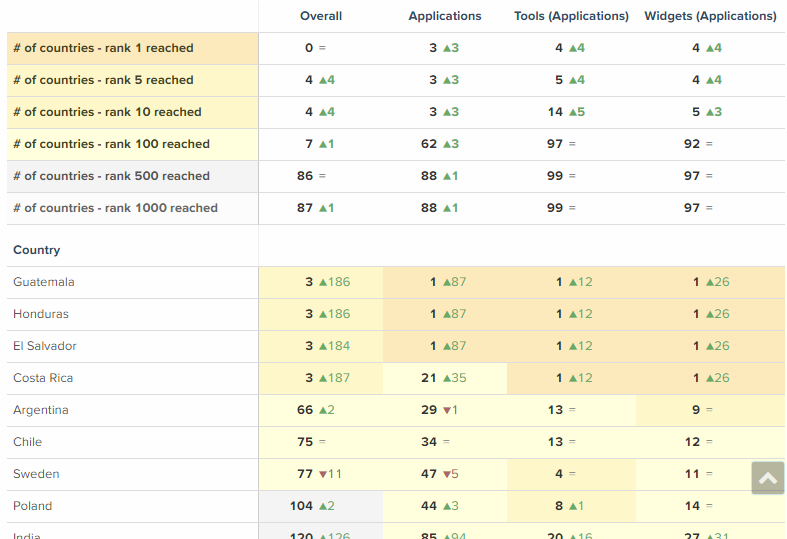 Overall Applications Tools (Applications) Widgets (Applications)
# of countries - rank 1 reached 0 = 3 ▲3 4 ▲4 4 ▲4
# of countries - rank 5 reached 4 ▲4 3 ▲3 5 ▲4 4 ▲4
# of countries - rank 10 reached 4 ▲4 3 ▲3 14 ▲5 5 ▲3
# of countries - rank 100 reached 7 ▲1 62 ▲3 97 = 92 =
# of countries - rank 500 reached 86 = 88 ▲1 99 = 97 =
# of countries - rank 1000 reached 87 ▲1 88 ▲1 99 = 97 =
Country
Guatemala 3 ▲186 1 ▲87 1 ▲12 1 ▲26
Honduras 3 ▲186 1 ▲87 1 ▲12 1 ▲26
El Salvador 3 ▲184 1 ▲87 1 ▲12 1 ▲26
Costa Rica 3 ▲187 21 ▲35 1 ▲12 1 ▲26
Argentina 66 ▲2 29 ▼1 13 = 9 =
Chile 75 = 34 = 13 = 12 =
Sweden 77 ▼11 47 ▼5 4 = 11 =
Poland 104 ▲2 44 ▲3 8 ▲1 14 =
India 120 ▲126 85 ▲94 20 ▲16 27 ▲31